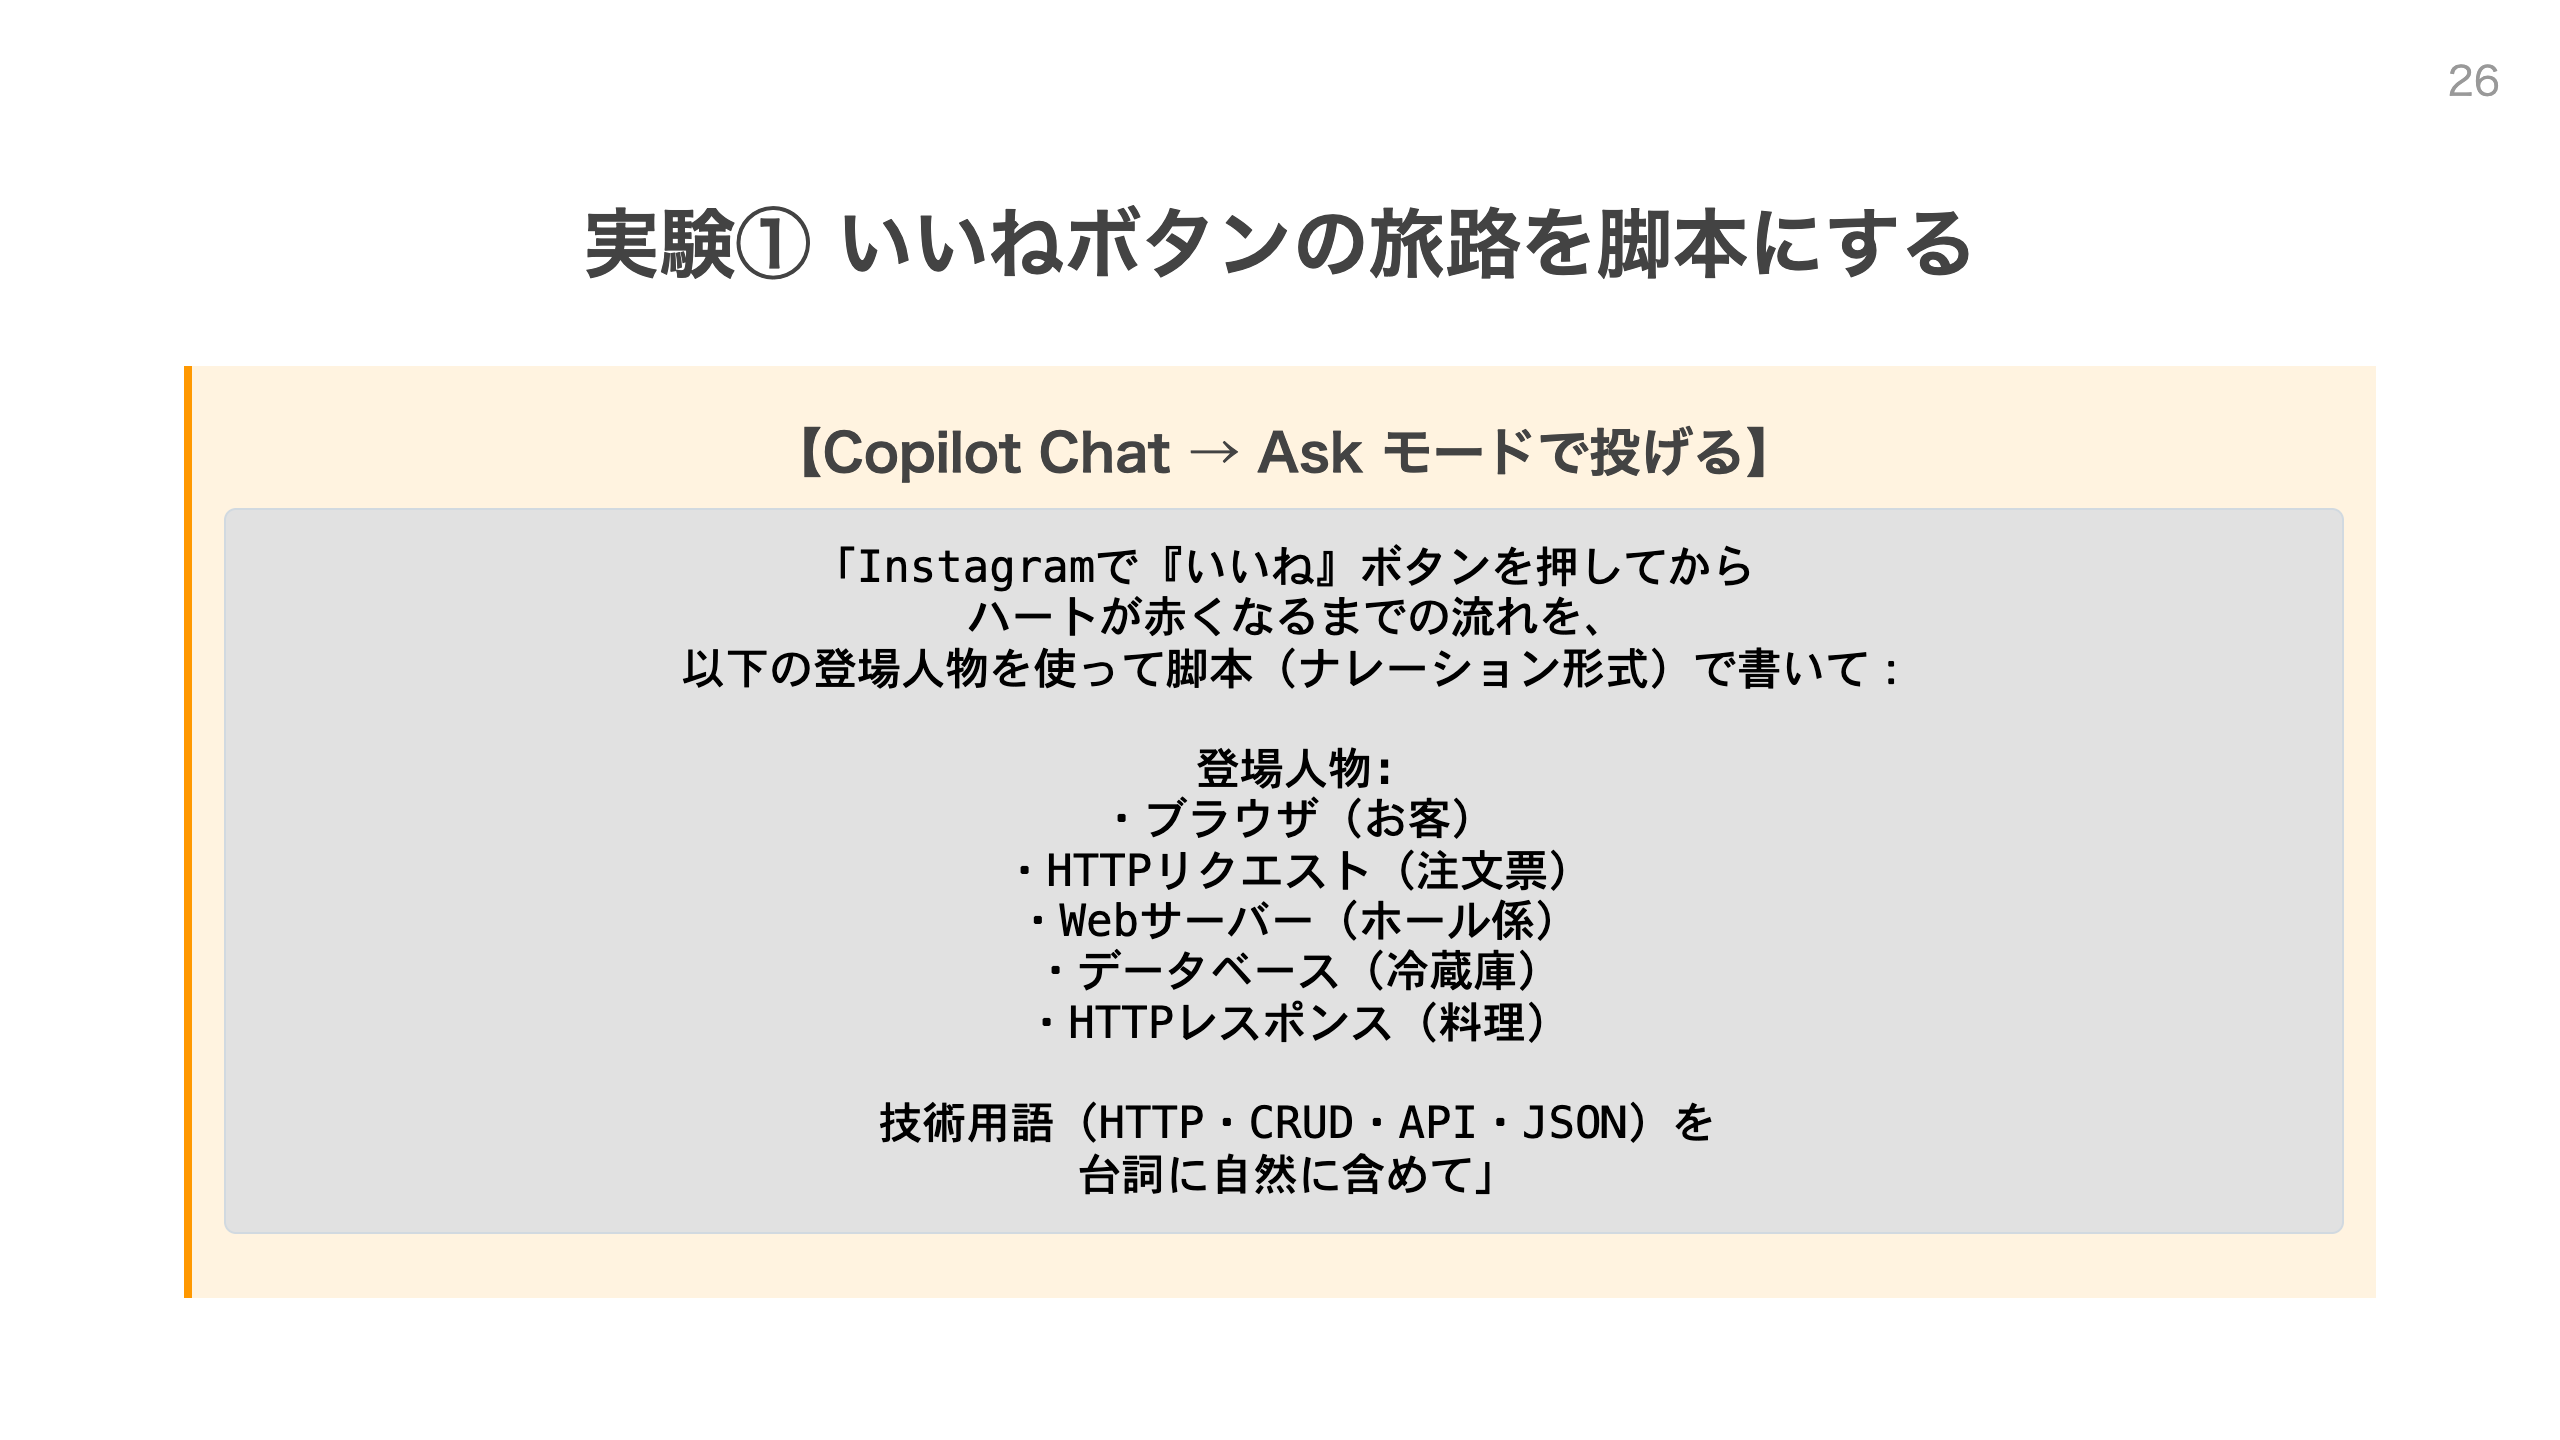 26
実験① いいねボタンの旅路を脚本にする
【Copilot Chat → Ask モードで投げる】
「Instagramで『いいね』ボタンを押してから
ハートが赤くなるまでの流れを、
以下の登場人物を使って脚本（ナレーション形式）で書いて：
登場人物:
・ブラウザ（お客）
・HTTPリクエスト（注文票）
・Webサーバー（ホール係）
・データベース（冷蔵庫）
・HTTPレスポンス（料理）
技術用語（HTTP・CRUD・API・JSON）を
台詞に自然に含めて」